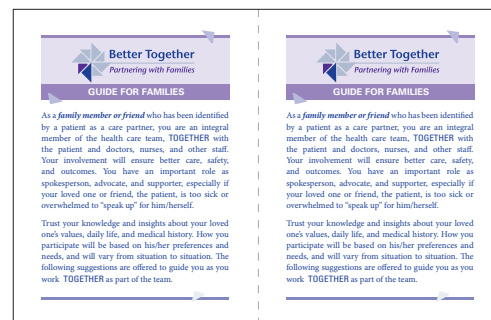 Better Together
Partnering with Families
GUIDE FOR FAMILIES
As a family member or friend who has been identified
by a patient as a care partner, you are an integral
member of the health care team, TOGETHER with
the patient and doctors, nurses, and other staff.
Your involvement will ensure better care, safety,
and outcomes. You have an important role as
spokesperson, advocate, and supporter, especially if
your loved one or friend, the patient, is too sick or
overwhelmed to “speak up” for him/herself.
Trust your knowledge and insights about your loved
one’s values, daily life, and medical history. How you
participate will be based on his/her preferences and
needs, and will vary from situation to situation. The
following suggestions are offered to guide you as you
work TOGETHER as part of the team.
Better Together
Partnering with Families
GUIDE FOR FAMILIES
As a family member or friend who has been identified
by a patient as a care partner, you are an integral
member of the health care team, TOGETHER with
the patient and doctors, nurses, and other staff.
Your involvement will ensure better care, safety,
and outcomes. You have an important role as
spokesperson, advocate, and supporter, especially if
your loved one or friend, the patient, is too sick or
overwhelmed to “speak up” for him/herself.
Trust your knowledge and insights about your loved
one’s values, daily life, and medical history. How you
participate will be based on his/her preferences and
needs, and will vary from situation to situation. The
following suggestions are offered to guide you as you
work TOGETHER as part of the team.